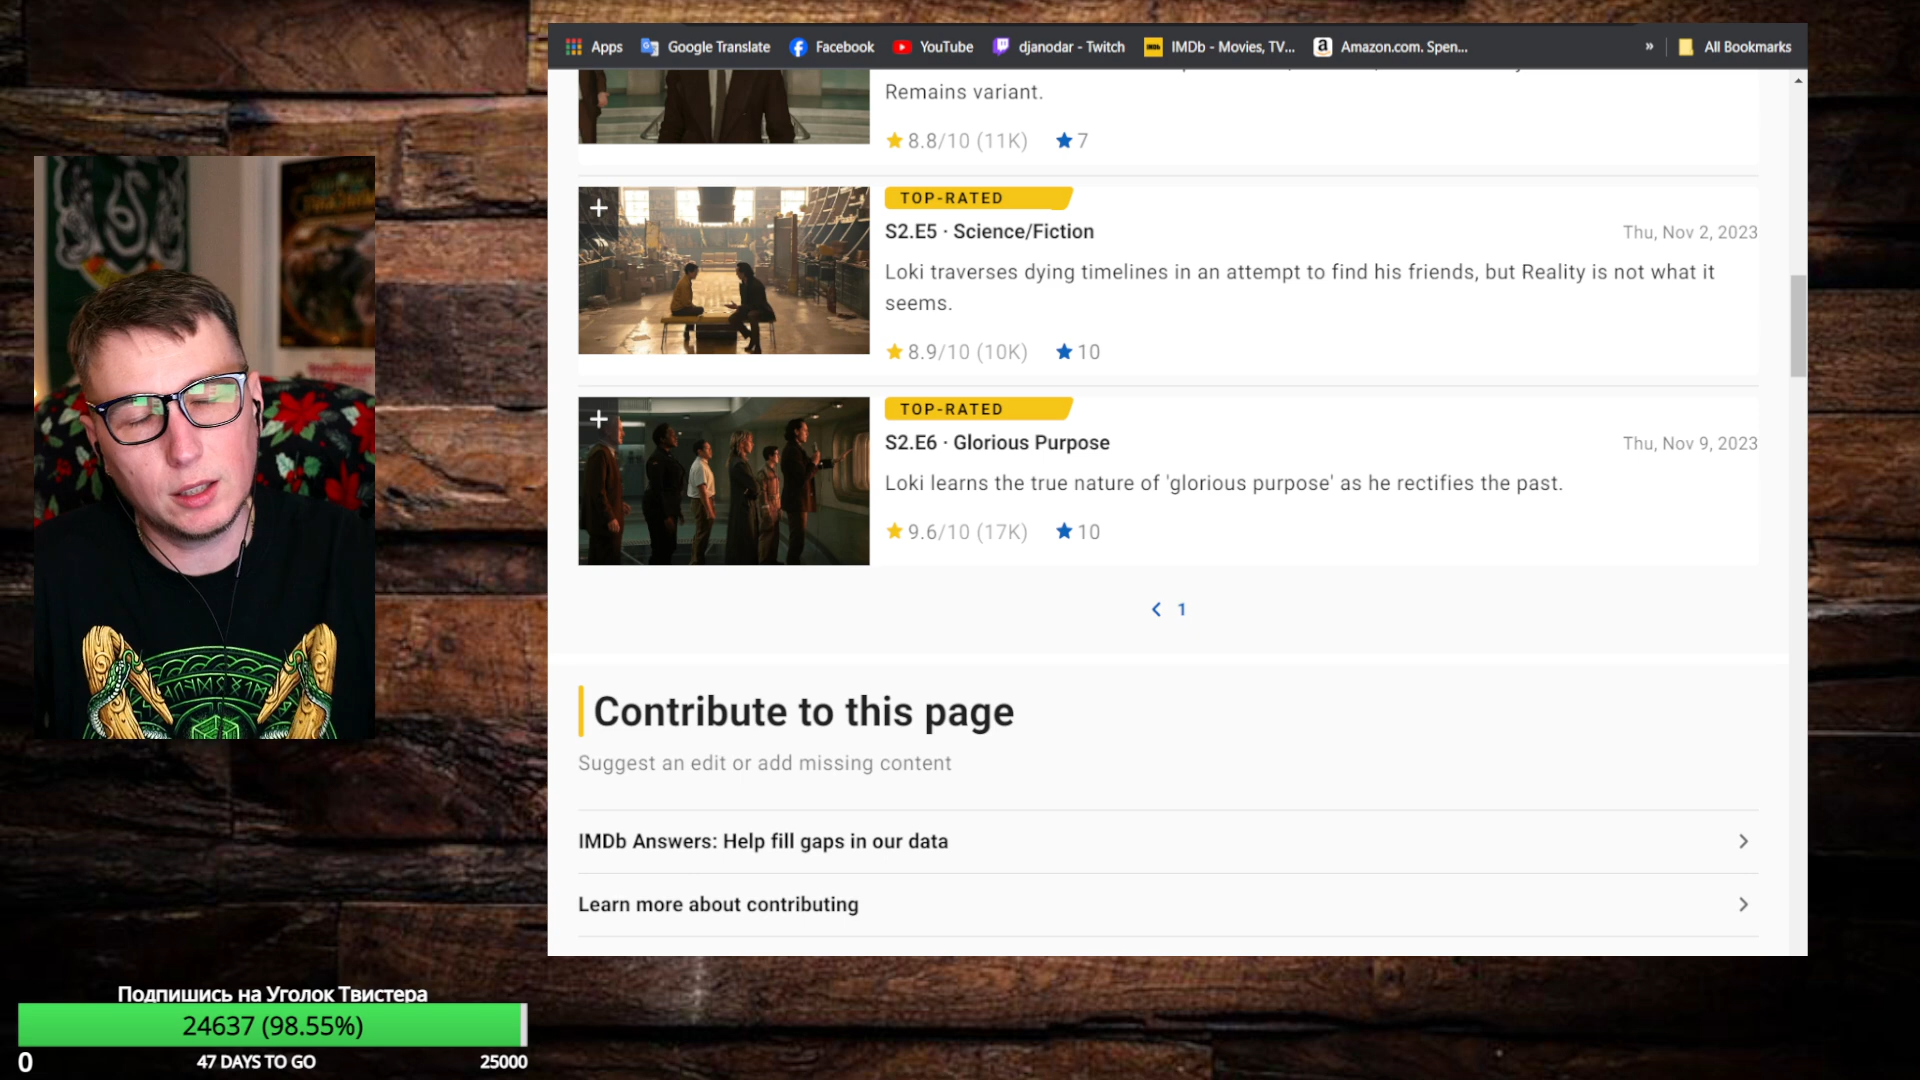 Apps
Google Translate
Facebook
YouTube
djanodar - Twitch
IMDb - Movies, TV...
Amazon.com. Spen...
»
All Bookmarks
Remains variant.
8.8/10 (11K) 7
TOP-RATED
S2.E5 · Science/Fiction
Thu, Nov 2, 2023
Loki traverses dying timelines in an attempt to find his friends, but Reality is not what it
seems.
8.9/10 (10K) 10
TOP-RATED
S2.E6 · Glorious Purpose
Thu, Nov 9, 2023
Loki learns the true nature of 'glorious purpose' as he rectifies the past.
9.6/10 (17K) 10
1
Contribute to this page
Suggest an edit or add missing content
IMDb Answers: Help fill gaps in our data
Learn more about contributing
Подпишись на Уголок Твистера
24637 (98.55%)
0 47 DAYS TO GO 25000